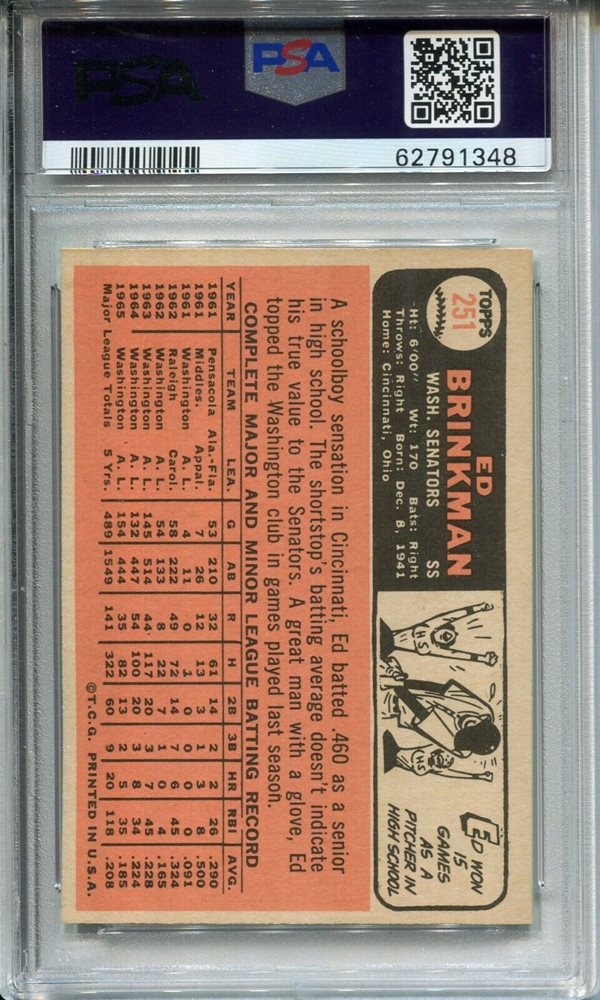 PSA
PSA
62791348
TOPPS
251
ED
BRINKMAN
WASH. SENATORS SS
Ht: 6'00" Wt: 170 Bats: Right
Throws: Right Born: Dec. 8, 1941
Home: Cincinnati, Ohio
HS
HS
ED WON
15
GAMES
AS A
PITCHER IN
HIGH SCHOOL
A schoolboy sensation in Cincinnati, Ed batted .460 as a senior
in high school. The shortstop's batting average doesn't indicate
his true value to the Senators. A great man with a glove, Ed
topped the Washington club in games played last season.
COMPLETE MAJOR AND MINOR LEAGUE BATTING RECORD
YEAR TEAM LEA. G AB R H 2B 3B HR RBI AVG.
1961 Pensacola Ala.-Fla. 53 210 32 61 14 2 2 26 .290
1961 Middles. Appal. 7 26 12 13 2 1 3 8 .500
1961 Washington A. L. 4 11 0 1 0 0 0 0 .091
1962 Raleigh Carol. 58 222 49 72 14 7 6 45 .324
1962 Washington A. L. 54 133 8 22 7 1 0 4 .165
1963 Washington A. L. 145 514 44 117 20 3 7 45 .228
1964 Washington A. L. 132 447 54 100 20 3 8 34 .224
1965 Washington A. L. 154 444 35 82 13 2 5 35 .185
Major League Totals 5 Yrs. 489 1549 141 322 60 9 20 118 .208
©T.C.G. PRINTED IN U.S.A.